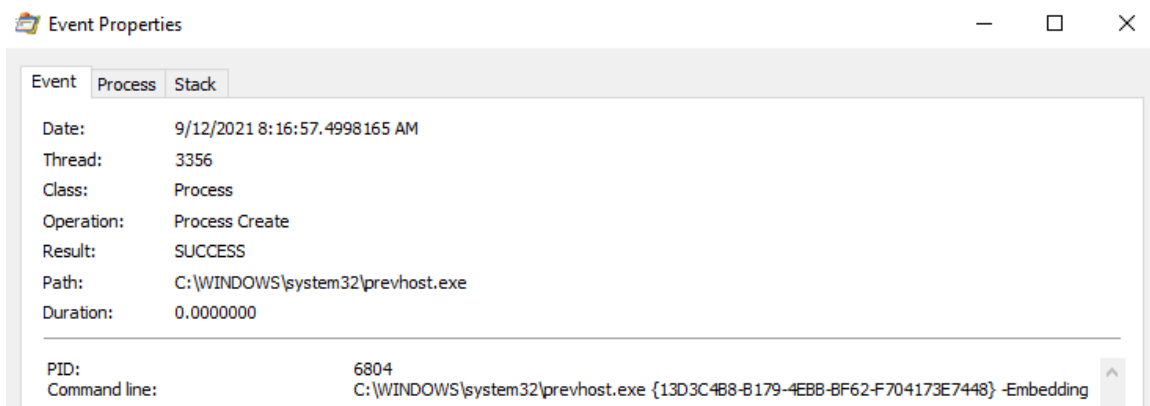 Event Properties
Event Process Stack
Date: 9/12/2021 8:16:57.4998165 AM
Thread: 3356
Class: Process
Operation: Process Create
Result: SUCCESS
Path: C:\WINDOWS\system32\prevhost.exe
Duration: 0.0000000
PID: 6804
Command line: C:\WINDOWS\system32\prevhost.exe {13D3C4B8-B179-4EBB-BF62-F704173E7448} -Embedding